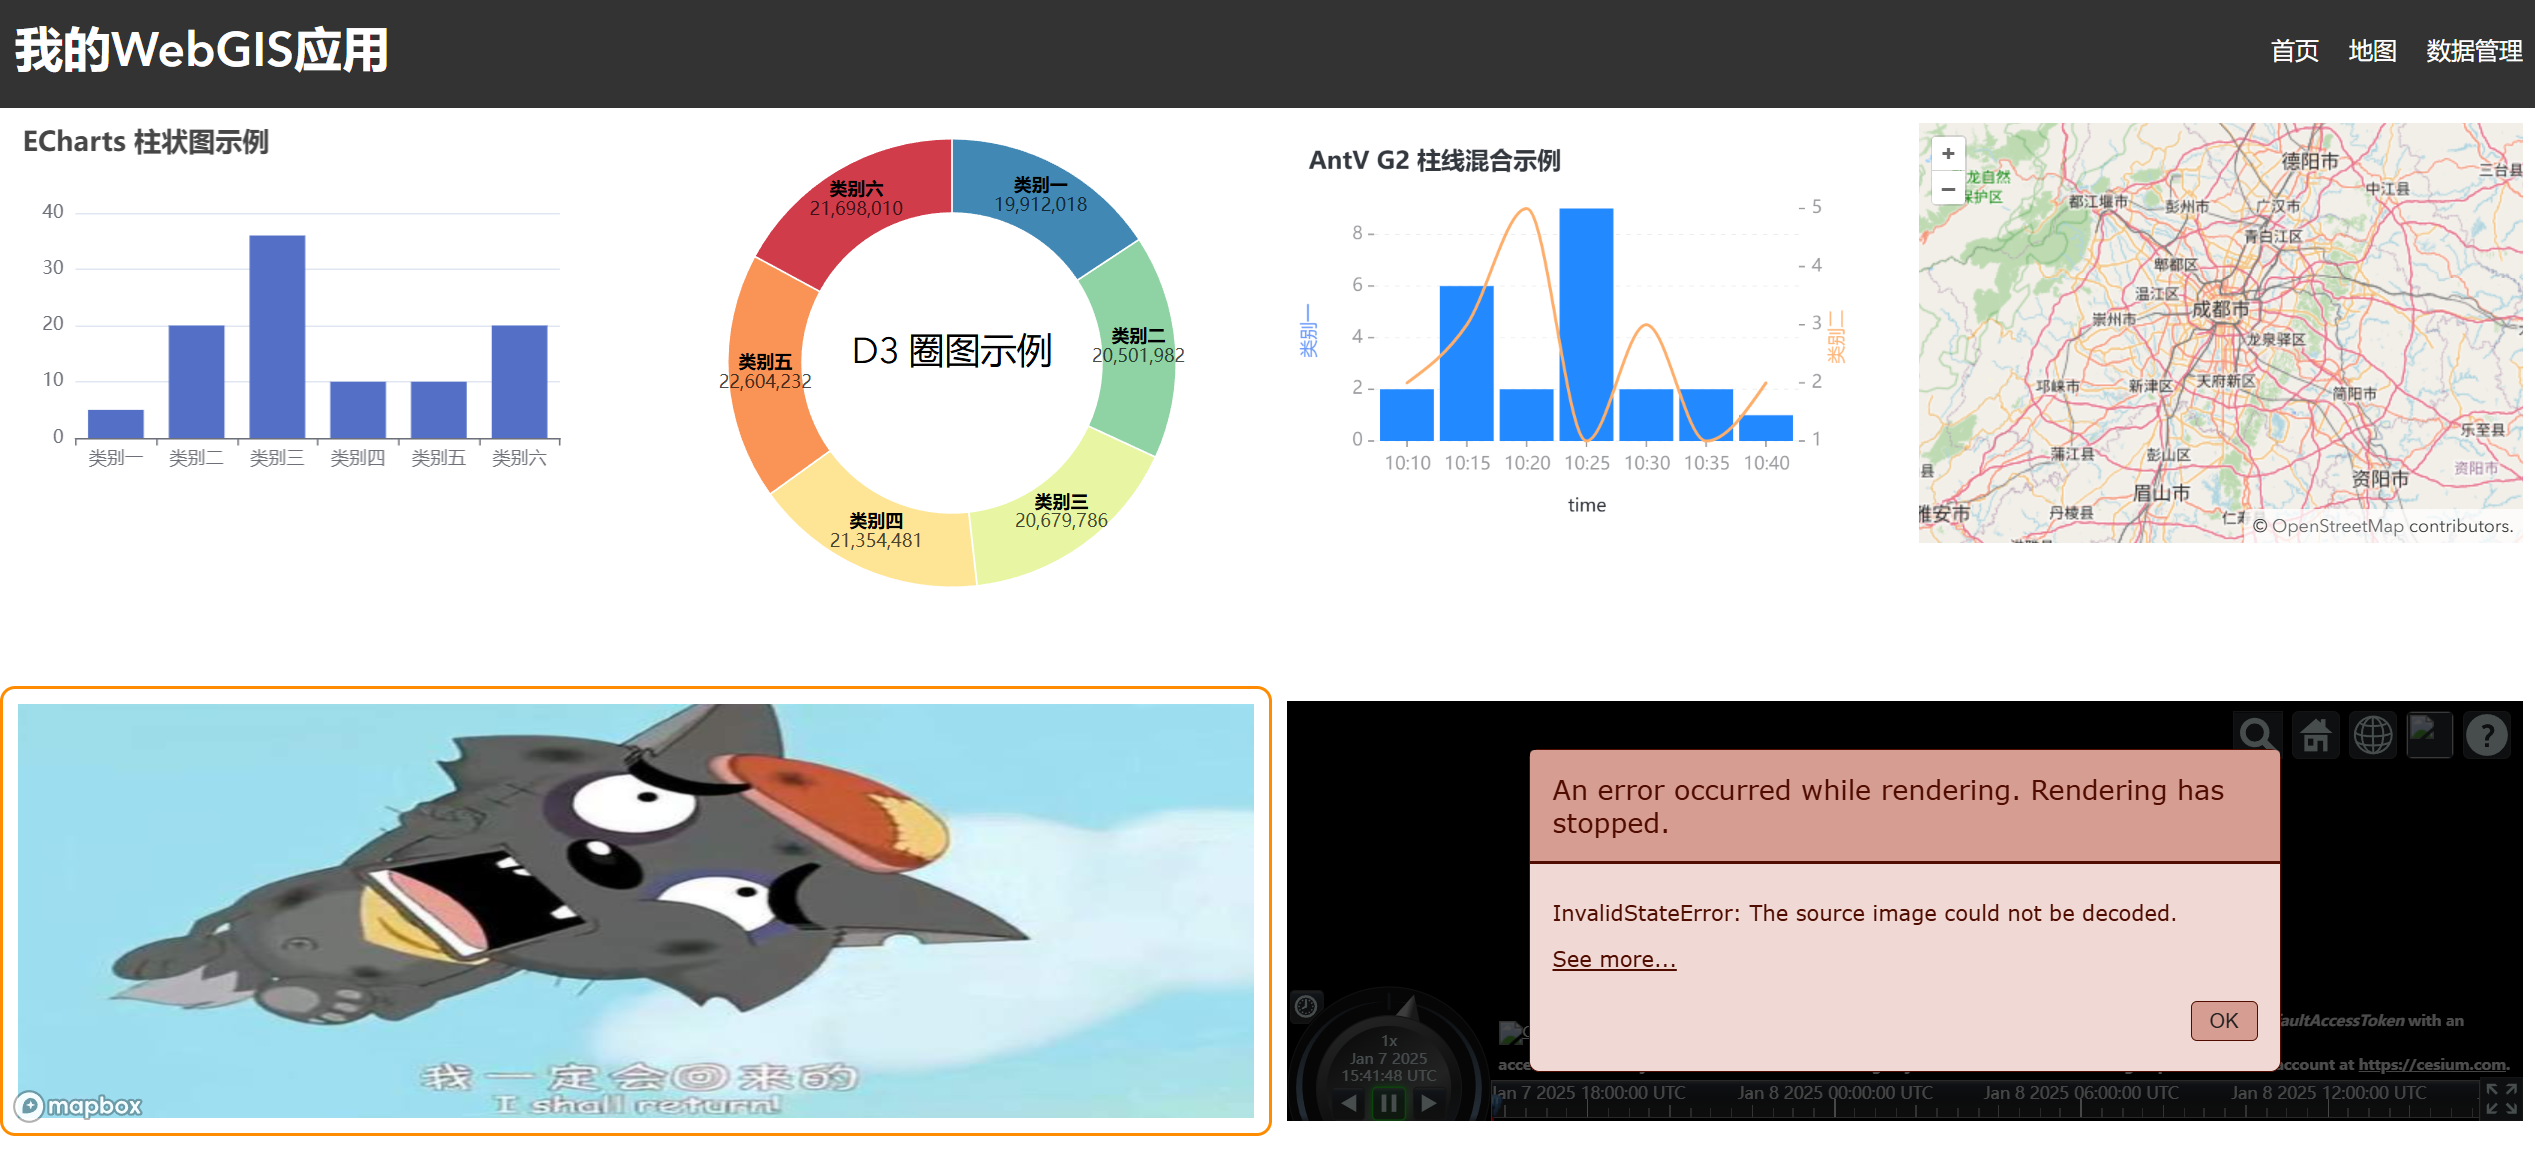 我的WebGIS应用
首页 地图 数据管理
ECharts 柱状图示例
40
30
20
10
0
类别一 类别二 类别三 类别四 类别五 类别六
类别六
21,698,010
类别一
19,912,018
类别五
22,604,232
D3 圈图示例
类别二
20,501,982
类别四
21,354,481
类别三
20,679,786
AntV G2 柱线混合示例
类别一
8
6
4
2
0
5
4
3
2
1
类别二
10:10 10:15 10:20 10:25 10:30 10:35 10:40
time
+
−
龙自然
保护区
德阳市
三台县
中江县
都江堰市
彭州市
广汉市
青白江区
郫都区
温江区
成都市
崇州市
龙泉驿区
邛崃市
新津区
天府新区
简阳市
乐至县
蒲江县
彭山区
县
资阳市
资阳市
眉山市
雅安市
丹棱县
© OpenStreetMap contributors.
我一定会回来的
I shall return!
mapbox
?
An error occurred while rendering. Rendering has
stopped.
InvalidStateError: The source image could not be decoded.
See more...
OK
aultAccessToken with an
ccount at https://cesium.com.
1x
Jan 7 2025
15:41:48 UTC
Jan 7 2025 18:00:00 UTC Jan 8 2025 00:00:00 UTC Jan 8 2025 06:00:00 UTC Jan 8 2025 12:00:00 UTC